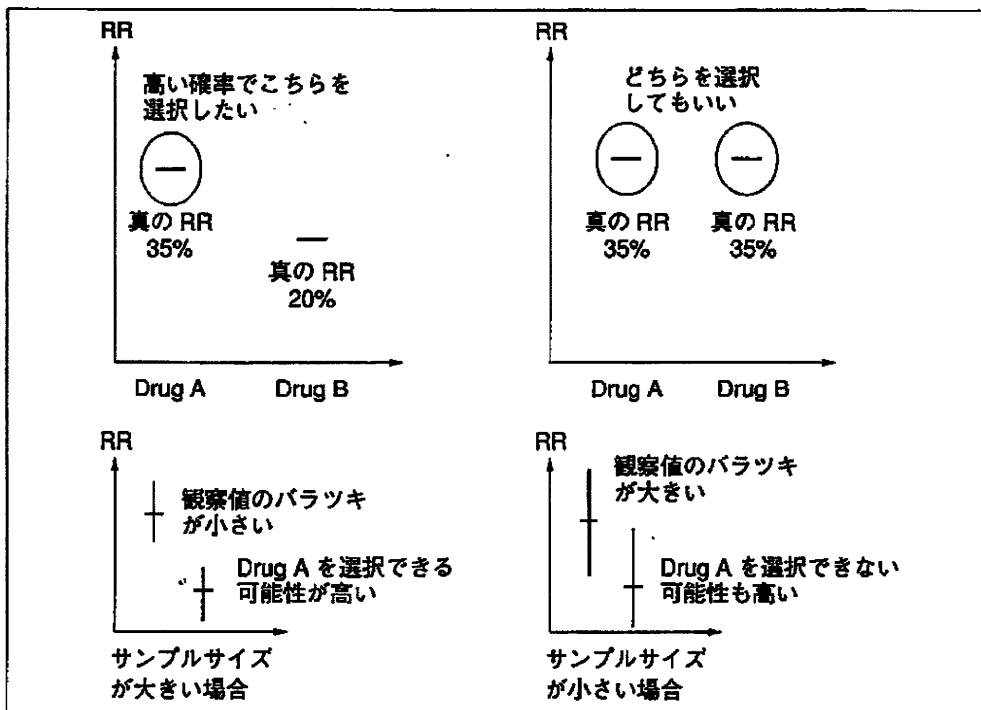 RR
高い確率でこちらを
選択したい
真の RR
35%
真の RR
20%
Drug A
Drug B
RR
どちらを選択
してもいい
真の RR
35%
真の RR
35%
Drug A
Drug B
RR
観察値のバラツキ
が小さい
Drug A を選択できる
可能性が高い
サンプルサイズ
が大きい場合
RR
観察値のバラツキ
が大きい
Drug A を選択できない
可能性も高い
サンプルサイズ
が小さい場合